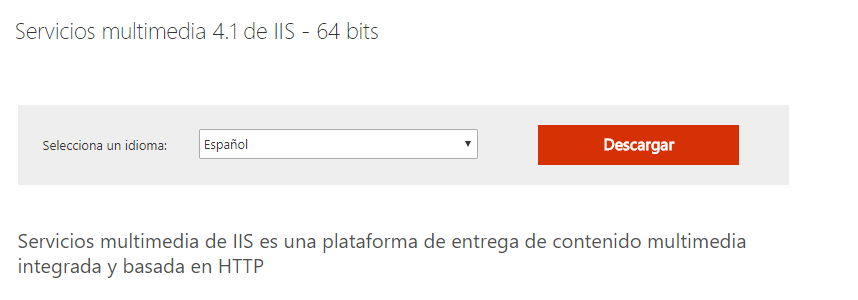 Servicios multimedia 4.1 de IIS - 64 bits
Selecciona un idioma: Español Descargar
Servicios multimedia de IIS es una plataforma de entrega de contenido multimedia
integrada y basada en HTTP